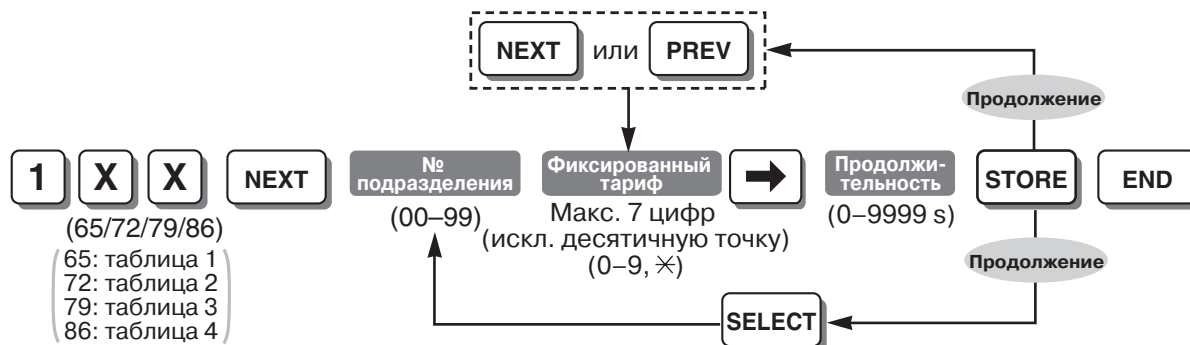 NEXT или PREV
Продолжение
1 X X NEXT № подразделения Фиксированный тариф ➡ Продолжи-тельность STORE END
(65/72/79/86)
65: таблица 1
72: таблица 2
79: таблица 3
86: таблица 4
(00–99)
Макс. 7 цифр
(искл. десятичную точку)
(0–9, ✳)
(0–9999 s)
Продолжение
SELECT